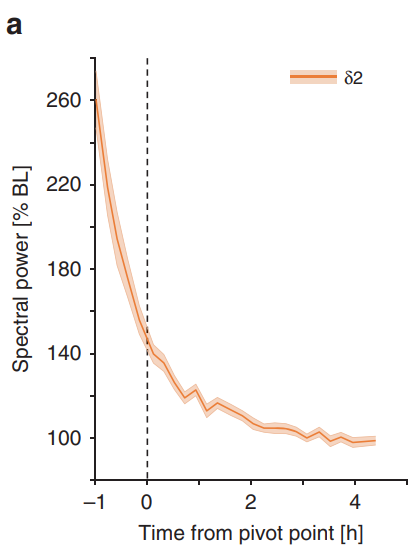 a
δ2
260
220
180
140
100
Spectral power [% BL]
−1 0 2 4
Time from pivot point [h]